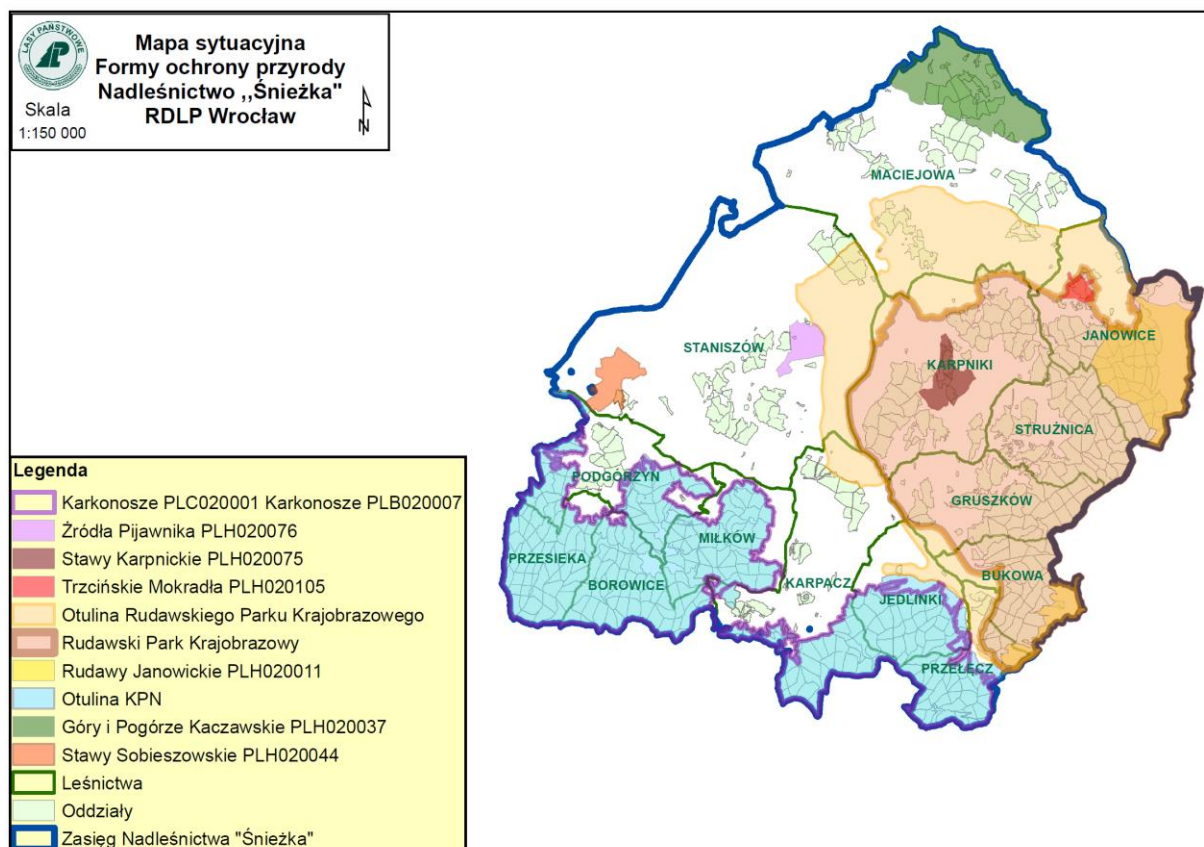 LASY PAŃSTWOWE
Mapa sytuacyjna
Formy ochrony przyrody
Nadleśnictwo ,,Śnieżka"
RDLP Wrocław
Skala
1:150 000
N
MACIEJOWA
JANOWICE
STANISZÓW
KARPNIKI
STRUŻNICA
PODGÓRZYN
GRUSZKÓW
MIŁKÓW
PRZESIEKA
BOROWICE
KARPACZ
BUKOWA
JEDLINKI
PRZEŁĘCZ
Legenda
Karkonosze PLC020001 Karkonosze PLB020007
Źródła Pijawnika PLH020076
Stawy Karpnickie PLH020075
Trzcińskie Mokradła PLH020105
Otulina Rudawskiego Parku Krajobrazowego
Rudawski Park Krajobrazowy
Rudawy Janowickie PLH020011
Otulina KPN
Góry i Pogórze Kaczawskie PLH020037
Stawy Sobieszowskie PLH020044
Leśnictwa
Oddziały
Zasięg Nadleśnictwa "Śnieżka"